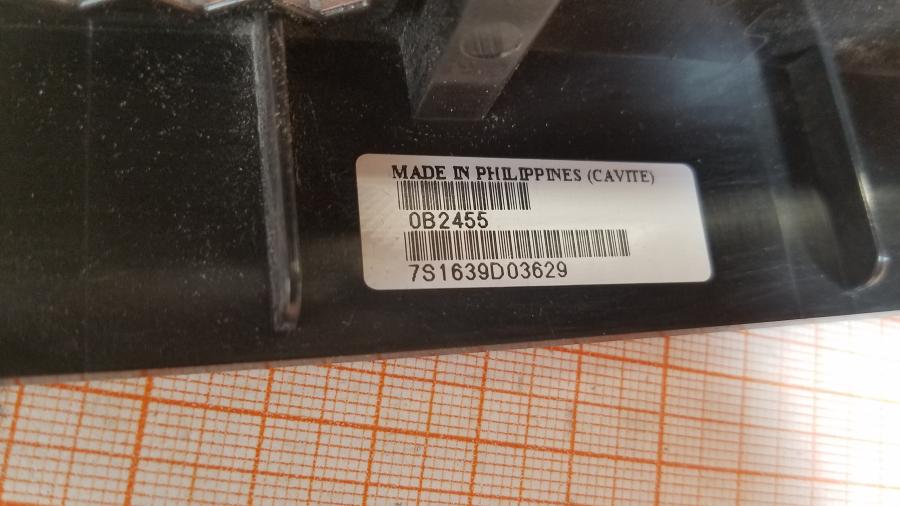 MADE IN PHILIPPINES (CAVITE)
0B2455
7S1639D03629